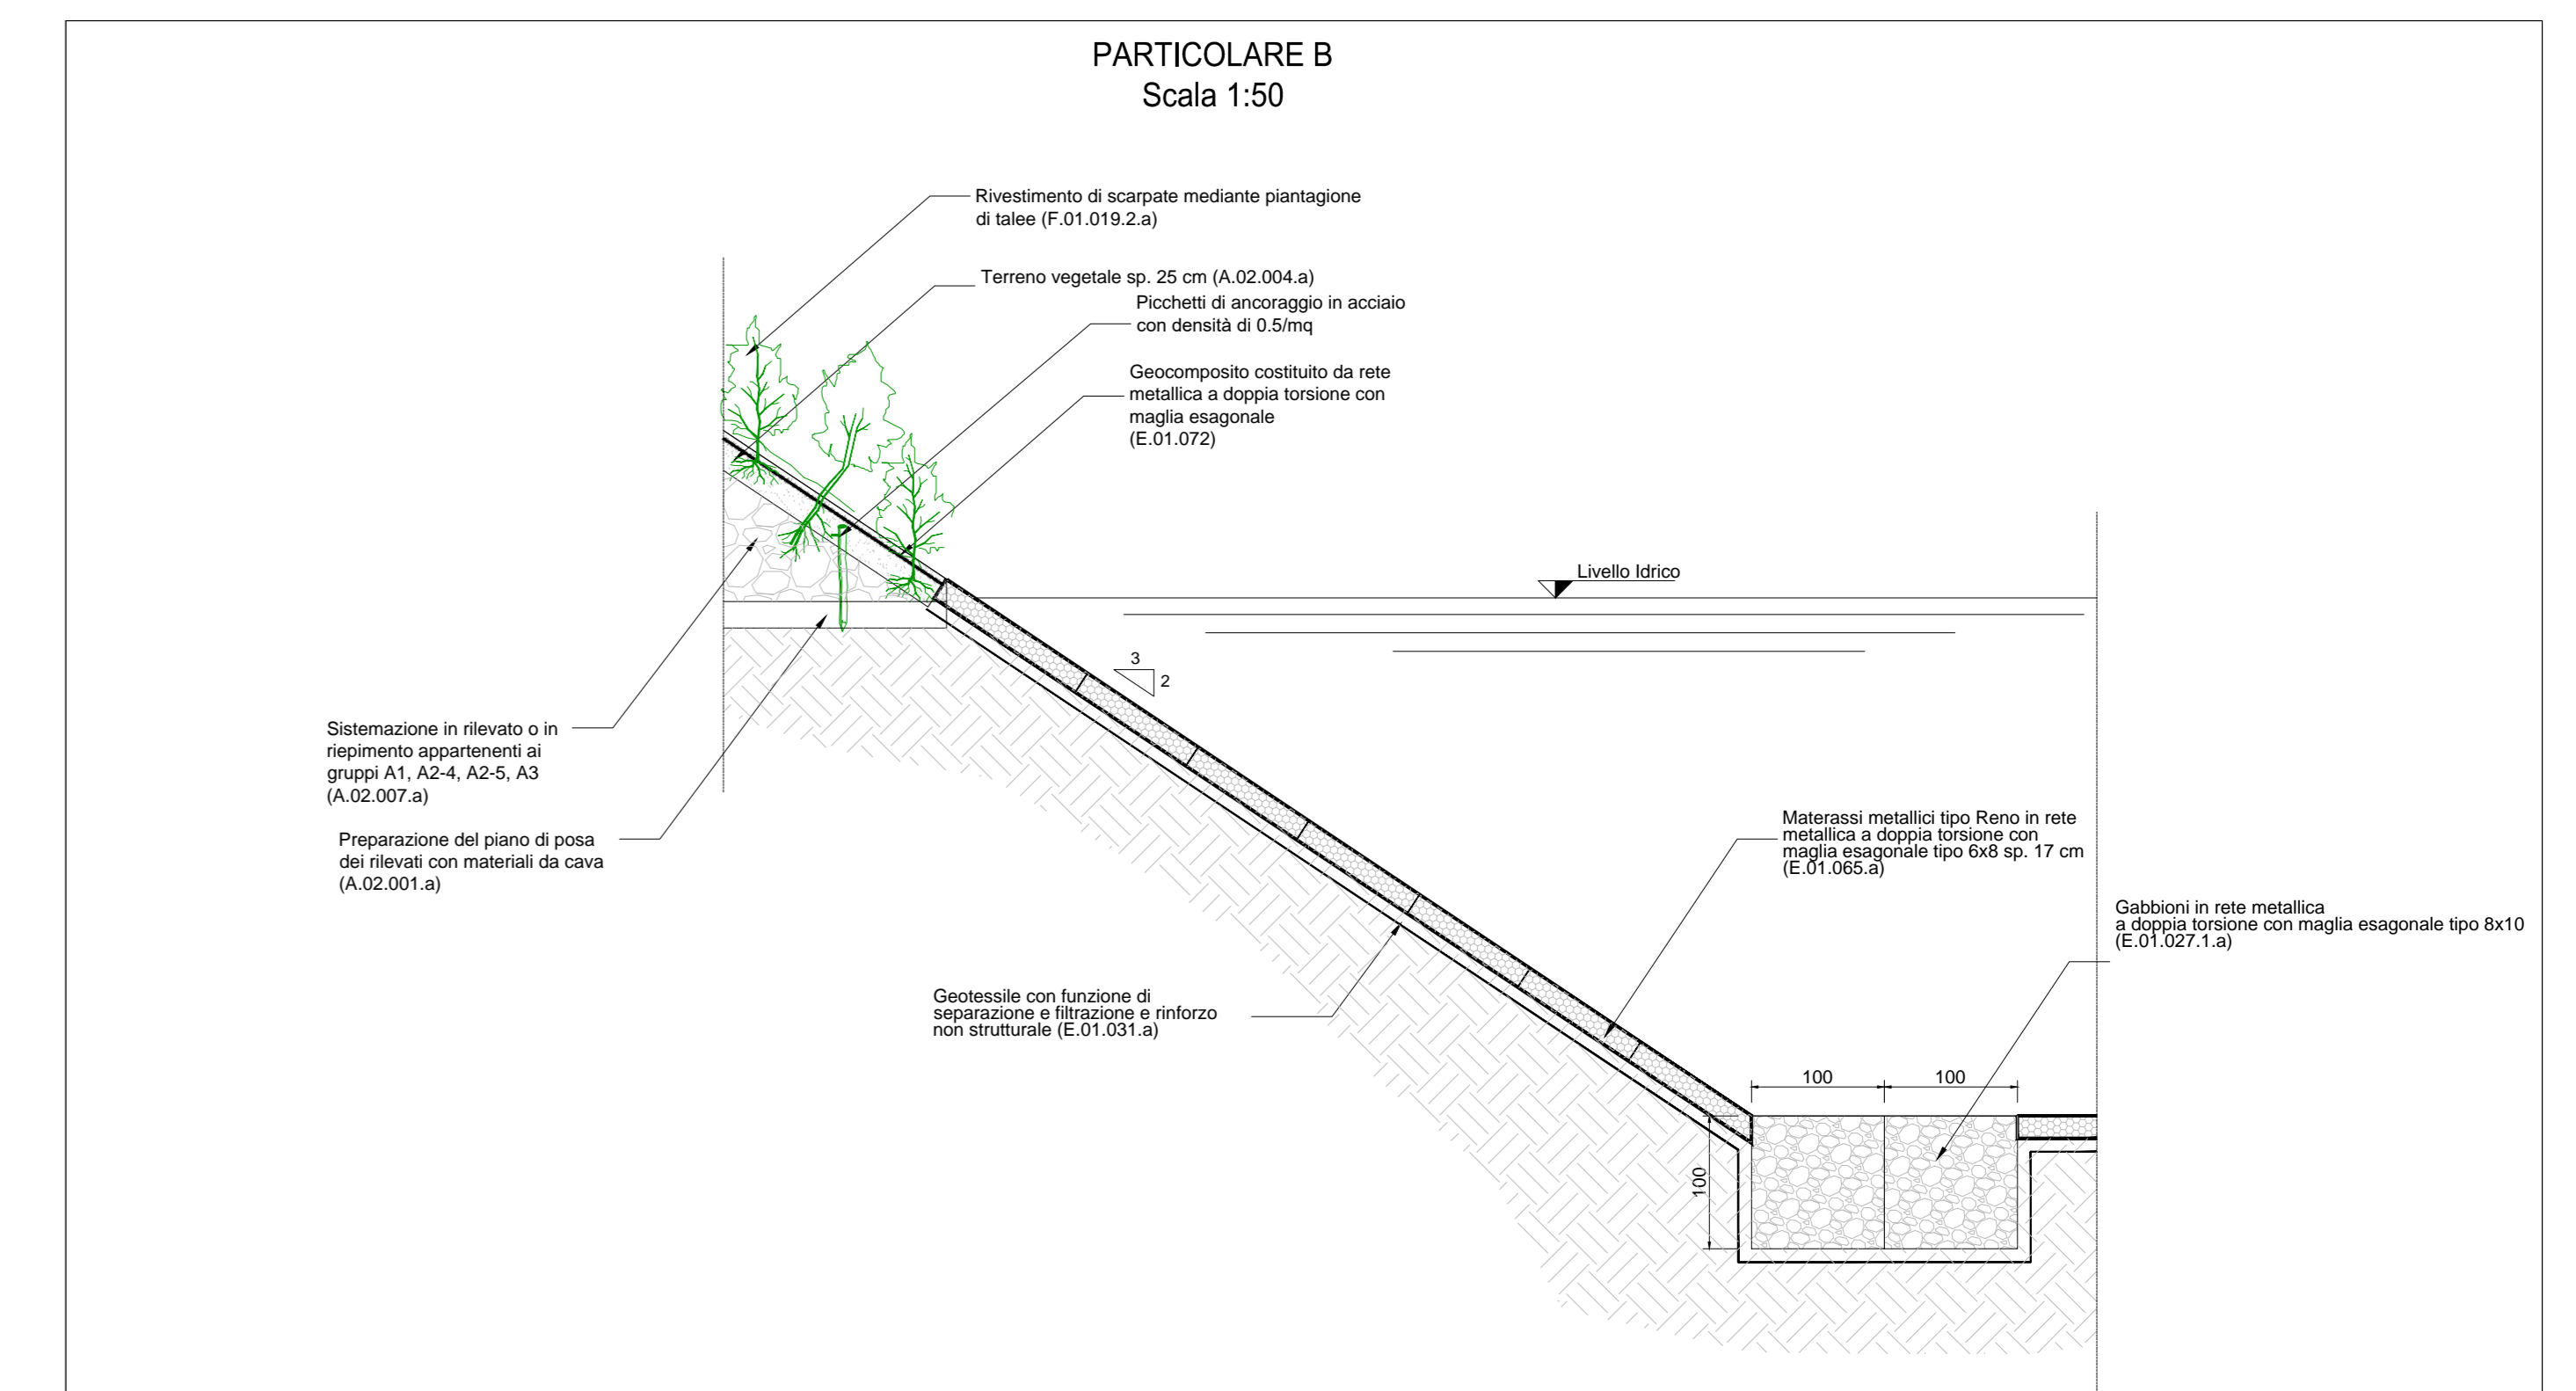 PARTICOLARE B
Scala 1:50
Rivestimento di scarpate mediante piantagione
di talee (F.01.019.2.a)
Terreno vegetale sp. 25 cm (A.02.004.a)
Picchetti di ancoraggio in acciaio
con densità di 0.5/mq
Geocomposito costituito da rete
metallica a doppia torsione con
maglia esagonale
(E.01.072)
Livello Idrico
3
2
Sistemazione in rilevato o in
riepimento appartenenti ai
gruppi A1, A2-4, A2-5, A3
(A.02.007.a)
Preparazione del piano di posa
dei rilevati con materiali da cava
(A.02.001.a)
Materassi metallici tipo Reno in rete
metallica a doppia torsione con
maglia esagonale tipo 6x8 sp. 17 cm
(E.01.065.a)
Gabbioni in rete metallica
a doppia torsione con maglia esagonale tipo 8x10
(E.01.027.1.a)
Geotessile con funzione di
separazione e filtrazione e rinforzo
non strutturale (E.01.031.a)
100
100
100